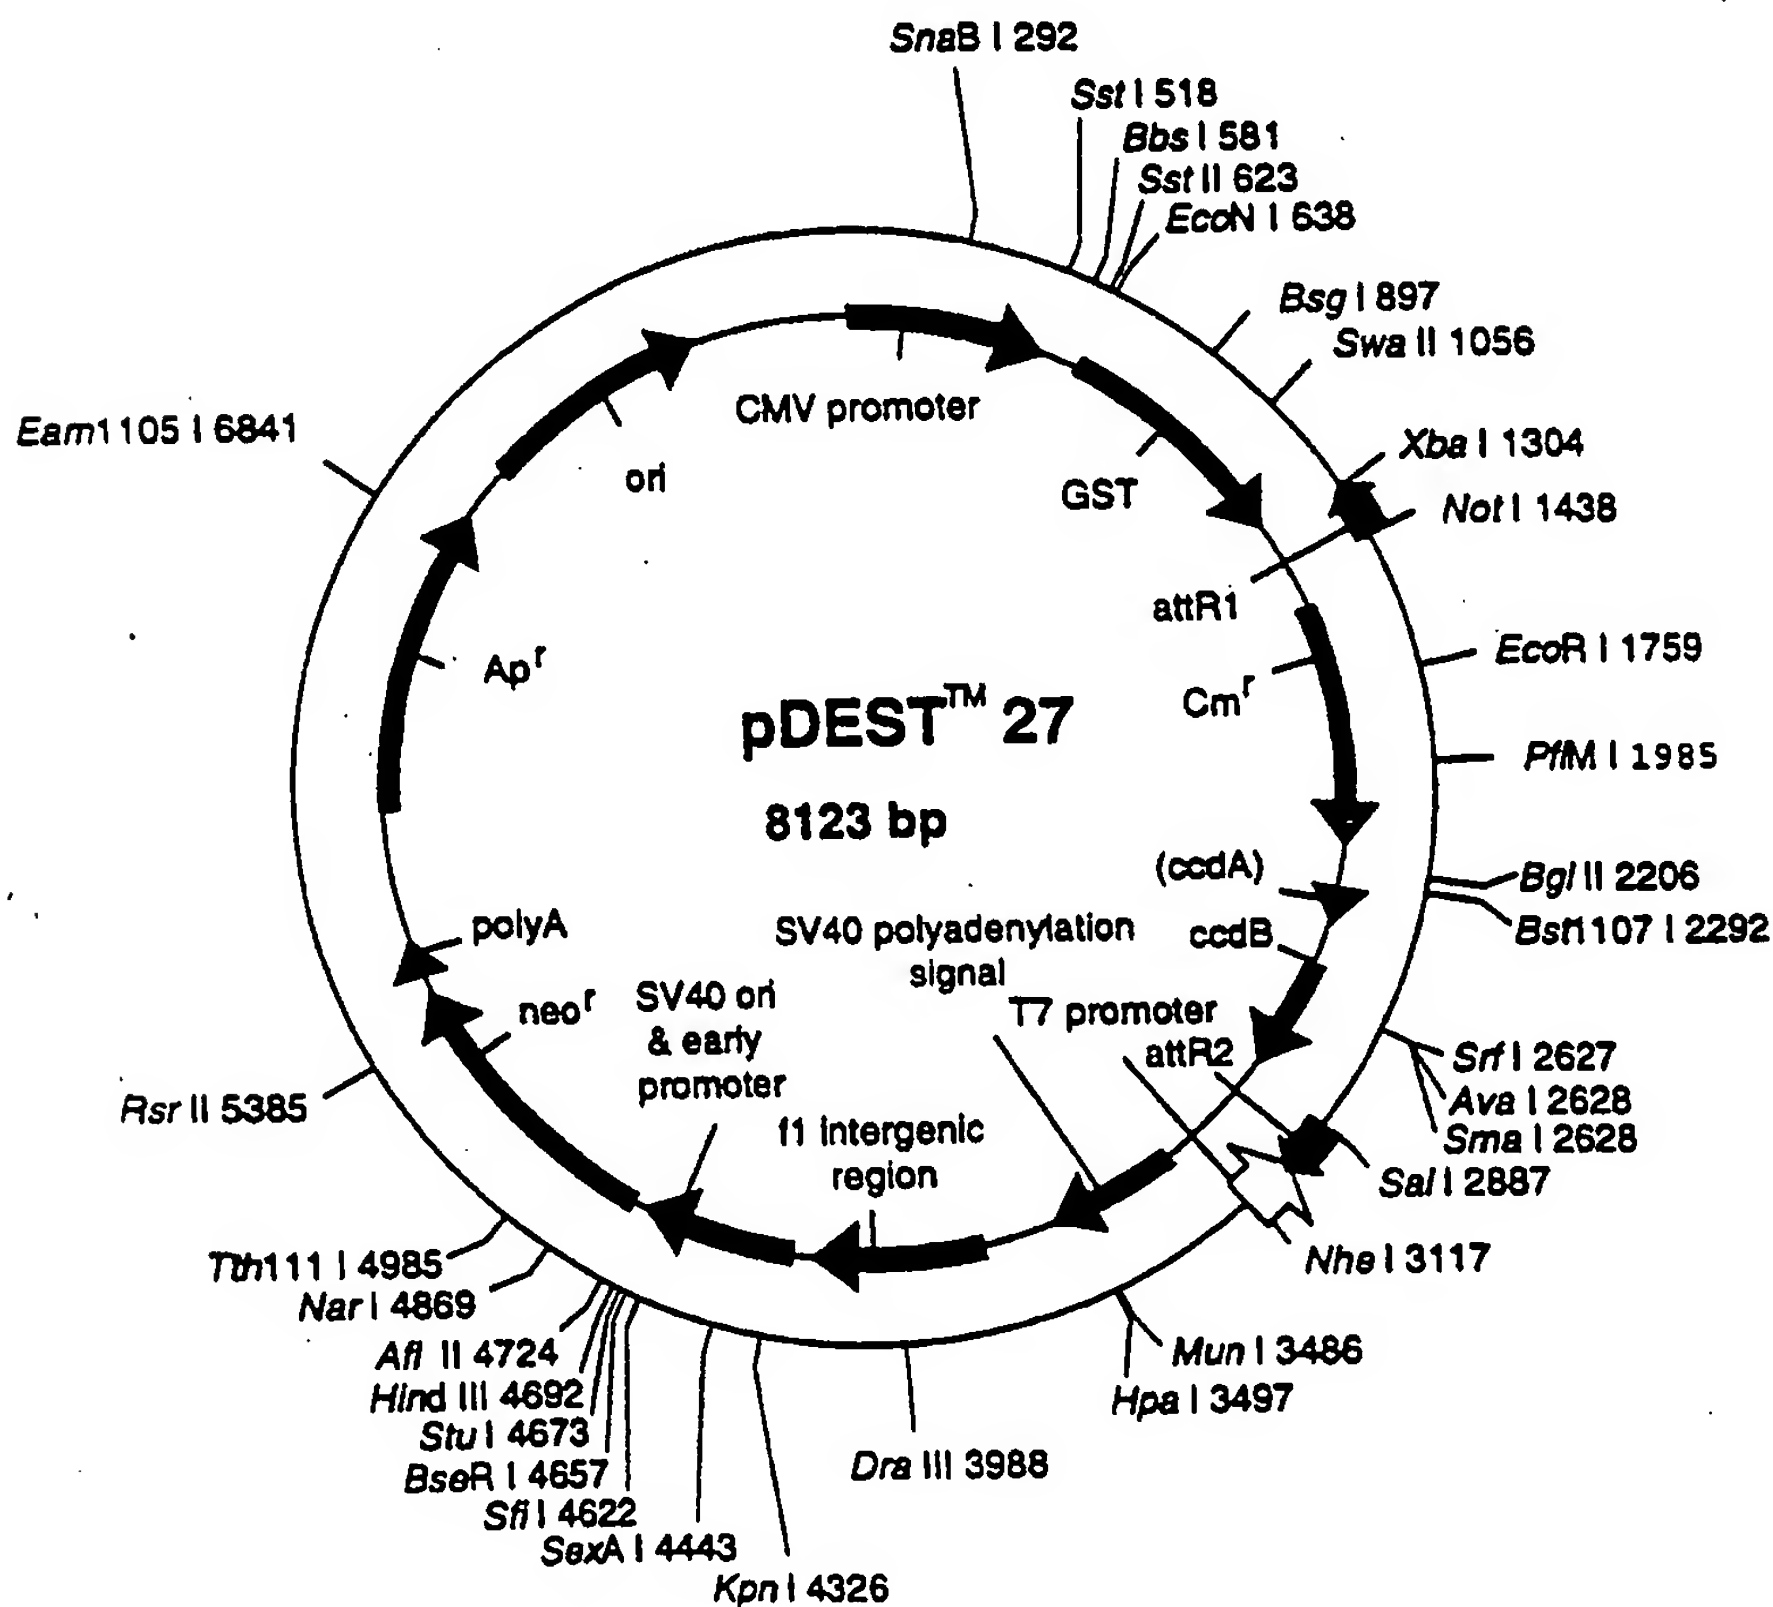 SnaB I 292
Sst I 518
Bbs I 581
Sst II 623
EcoN I 638
Bsg I 897
Swa II 1056
Xba I 1304
Not I 1438
EcoR I 1759
PflM I 1985
Bgl II 2206
Bst1107 I 2292
Srf I 2627
Ava I 2628
Sma I 2628
Sal I 2887
Nhe I 3117
Mun I 3486
Hpa I 3497
Dra III 3988
Kpn I 4326
SexA I 4443
Sfi I 4622
BseR I 4657
Stu I 4673
Hind III 4692
Afl II 4724
Nar I 4869
Tth111 I 4985
Rsr II 5385
Eam1105 I 6841
CMV promoter
GST
attR1
Cmr
(ccdA)
ccdB
attR2
T7 promoter
SV40 polyadenylation
signal
f1 intergenic
region
SV40 ori
& early
promoter
neor
polyA
Apr
ori
pDEST™ 27
8123 bp